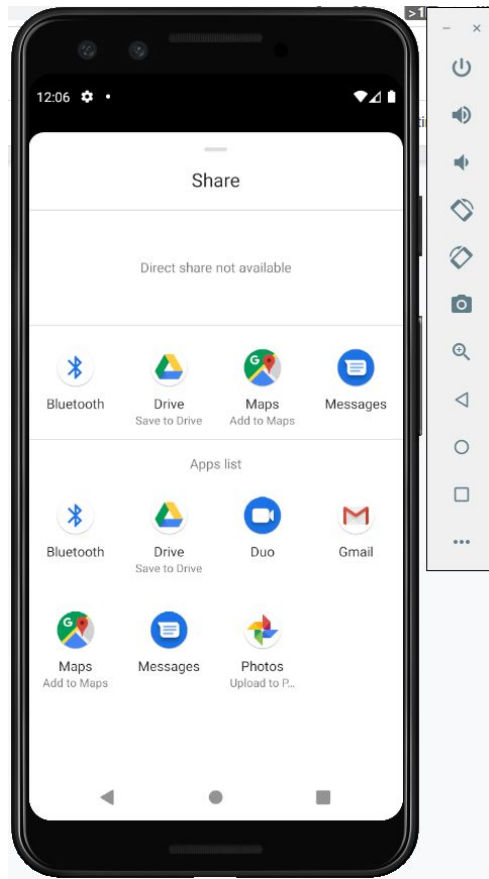 12:06
Share
Direct share not available
Bluetooth
Drive
Save to Drive
Maps
Add to Maps
Messages
Apps list
Bluetooth
Drive
Save to Drive
Duo
Gmail
Maps
Add to Maps
Messages
Photos
Upload to P...